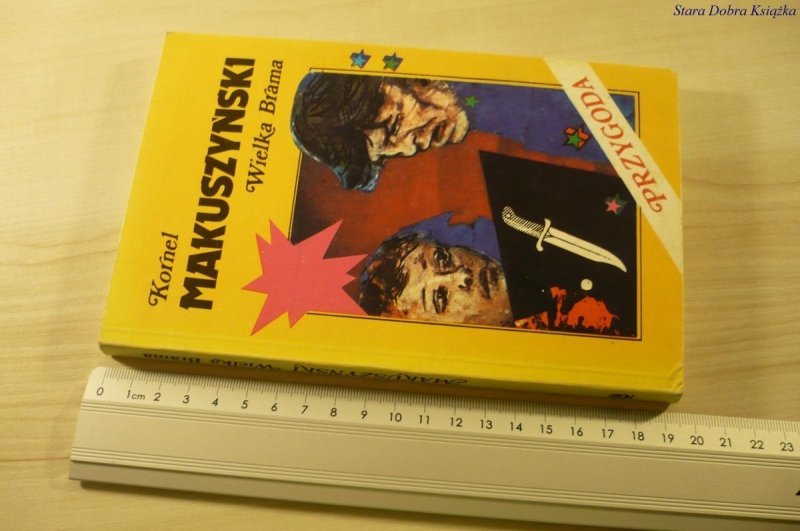 Stara Dobra Książka
Kornel
MAKUSZYŃSKI
Wielka Brama
PRZYGODA
MAKUSZYŃSKI Wielka Brama
0 1cm 2 3 4 5 6 7 8 9 10 11 12 13 14 15 16 17 18 19 20 21 22 23